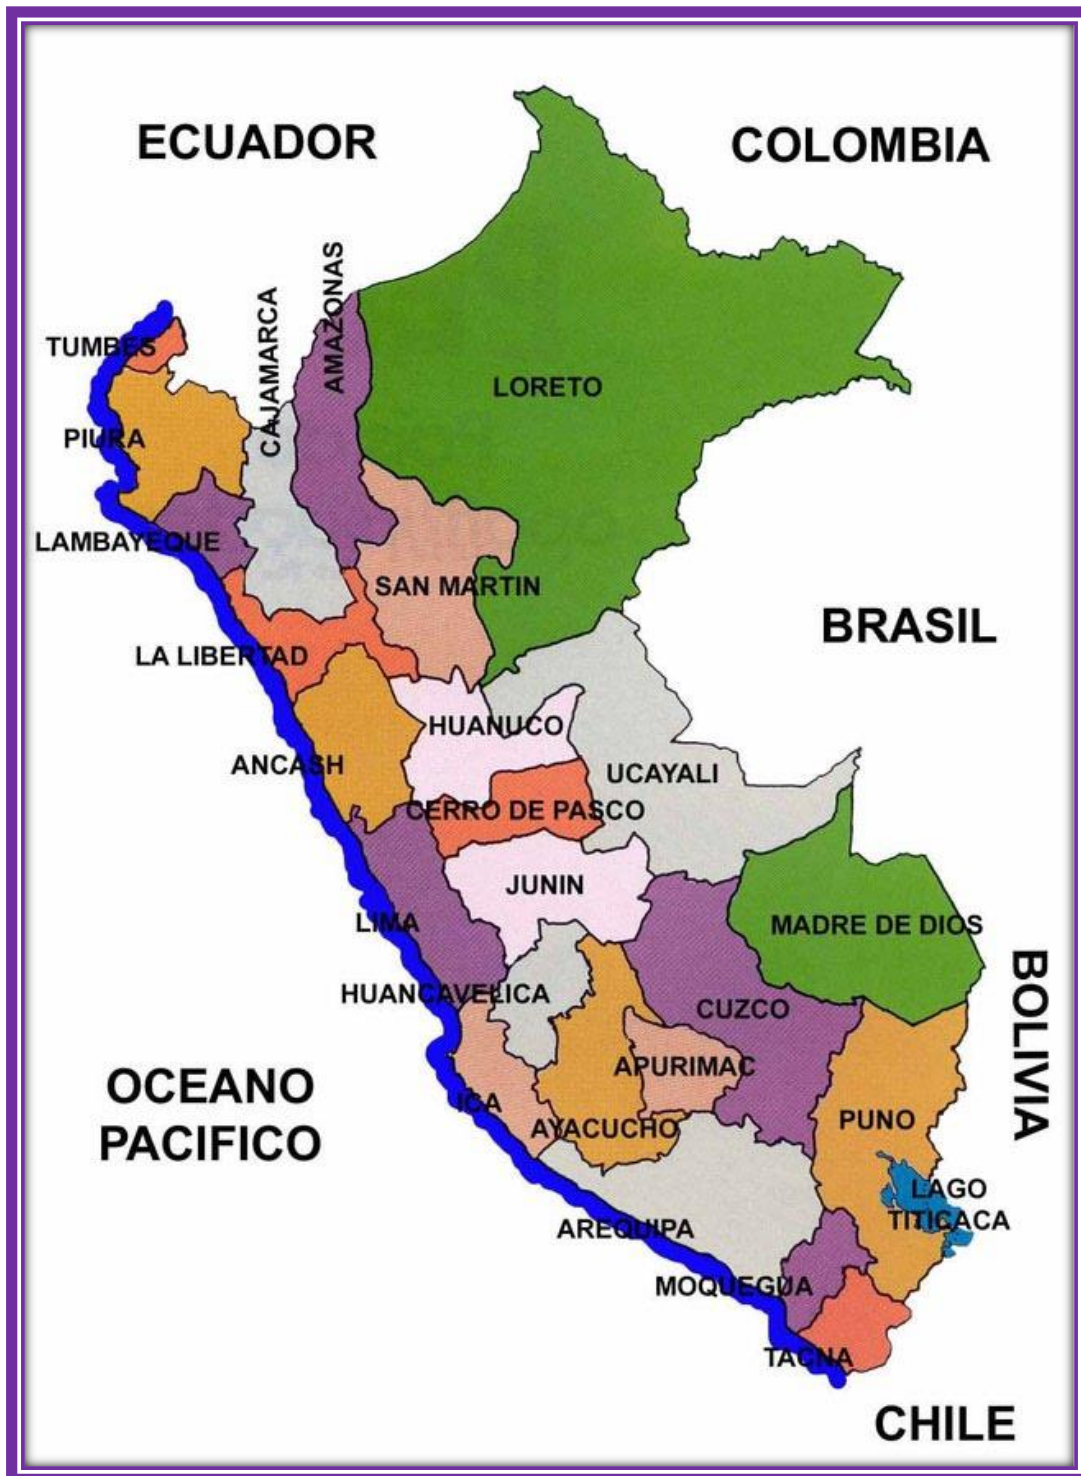 ECUADOR
COLOMBIA
AMAZONAS
CAJAMARCA
TUMBES
LORETO
PIURA
LAMBAYEQUE
SAN MARTIN
BRASIL
LA LIBERTAD
HUANUCO
ANCASH
UCAYALI
CERRO DE PASCO
JUNIN
LIMA
MADRE DE DIOS
HUANCAVELICA
CUZCO
BOLIVIA
APURIMAC
OCEANO
PACIFICO
ICA
AYACUCHO
PUNO
LAGO
TITICACA
AREQUIPA
MOQUEGUA
TACNA
CHILE